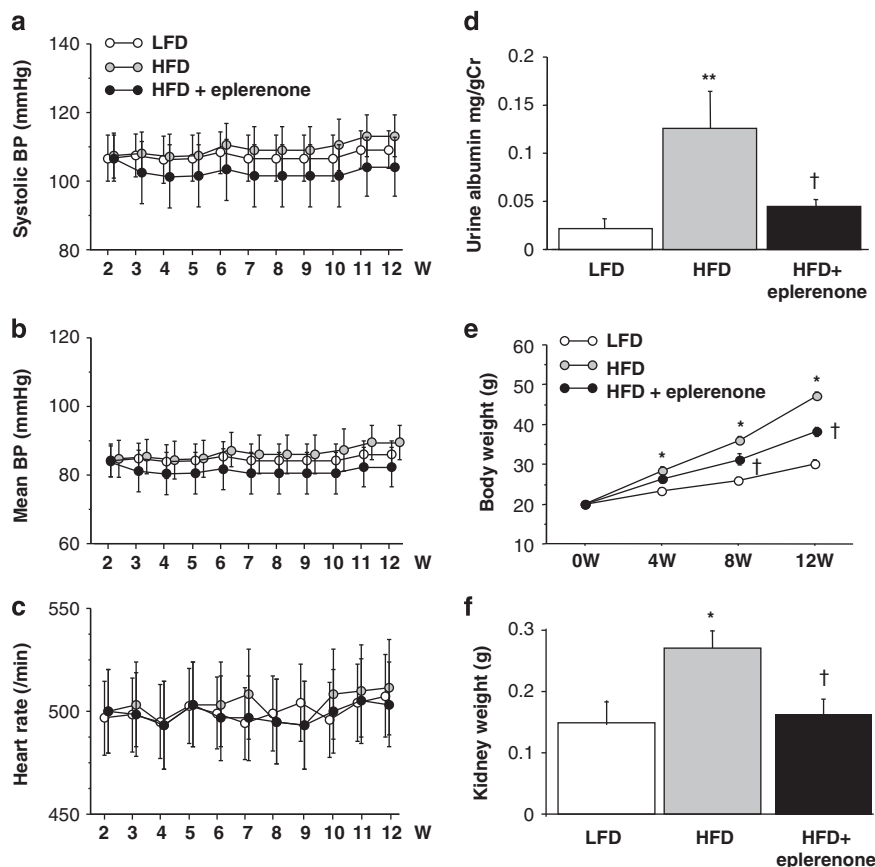 a
140
120
100
80
Systolic BP (mmHg)
LFD
HFD
HFD + eplerenone
2 3 4 5 6 7 8 9 10 11 12 W
b
120
100
80
60
Mean BP (mmHg)
2 3 4 5 6 7 8 9 10 11 12 W
c
550
500
450
Heart rate (/min)
2 3 4 5 6 7 8 9 10 11 12 W
d
0.2
0.15
0.1
0.05
0
Urine albumin mg/gCr
**
†
LFD HFD HFD+
eplerenone
e
LFD
HFD
HFD + eplerenone
60
50
40
30
20
10
Body weight (g)
* * *
† †
0W 4W 8W 12W
f
0.3
0.2
0.1
0
Kidney weight (g)
*
†
LFD HFD HFD+
eplerenone